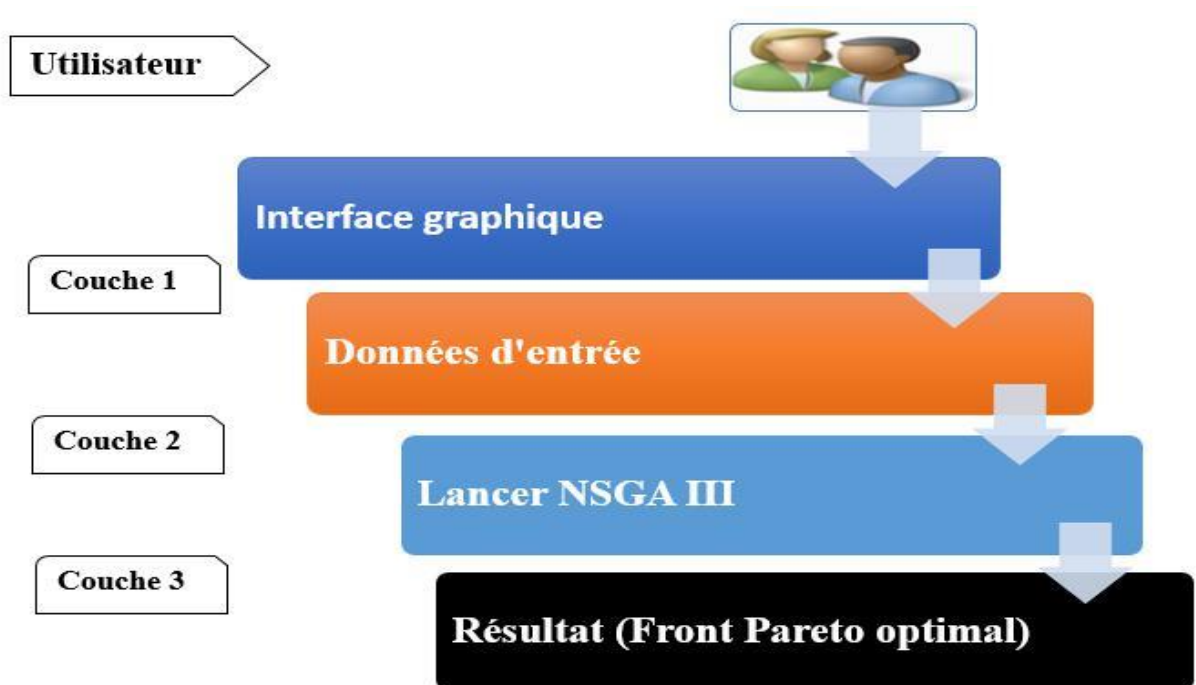 Utilisateur
Interface graphique
Couche 1
Données d'entrée
Couche 2
Lancer NSGA III
Couche 3
Résultat (Front Pareto optimal)